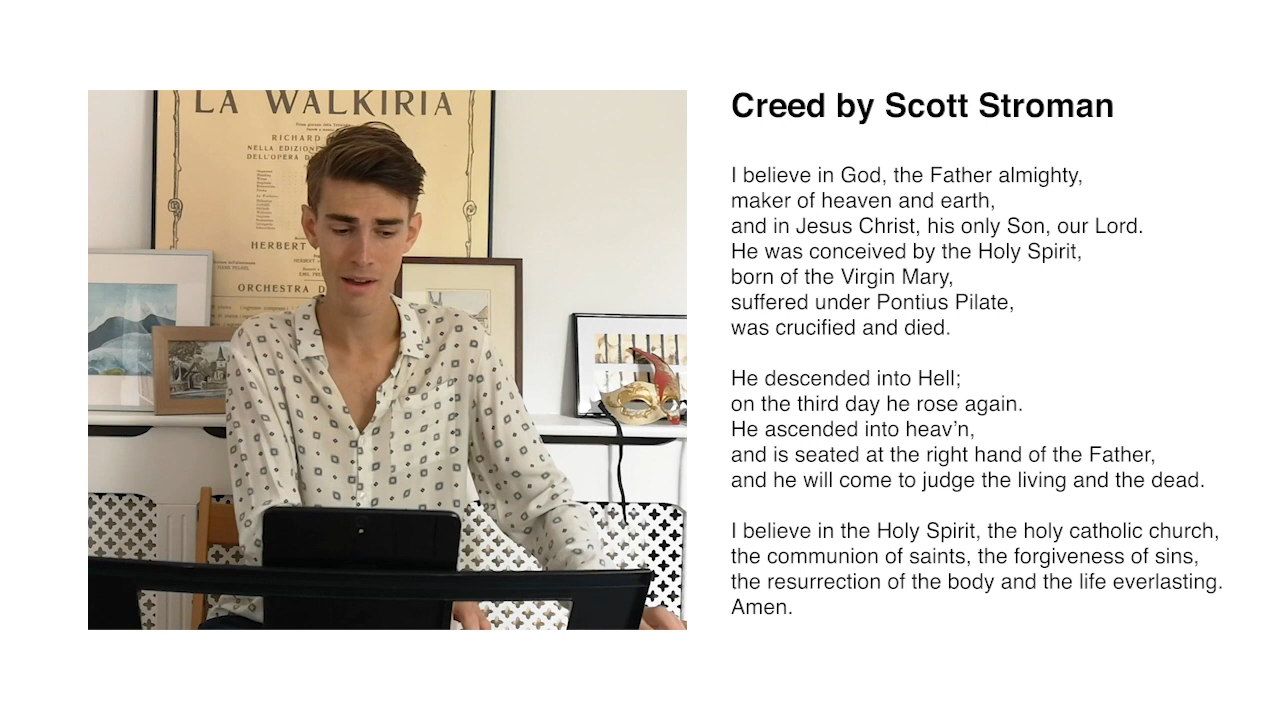 LA WALKIRIA
RICHARD
NELLA EDIZIONE
DELL'OPERA D
HERBERT
ORCHESTRA D
Creed by Scott Stroman
I believe in God, the Father almighty,
maker of heaven and earth,
and in Jesus Christ, his only Son, our Lord.
He was conceived by the Holy Spirit,
born of the Virgin Mary,
suffered under Pontius Pilate,
was crucified and died.
He descended into Hell;
on the third day he rose again.
He ascended into heav’n,
and is seated at the right hand of the Father,
and he will come to judge the living and the dead.
I believe in the Holy Spirit, the holy catholic church,
the communion of saints, the forgiveness of sins,
the resurrection of the body and the life everlasting.
Amen.